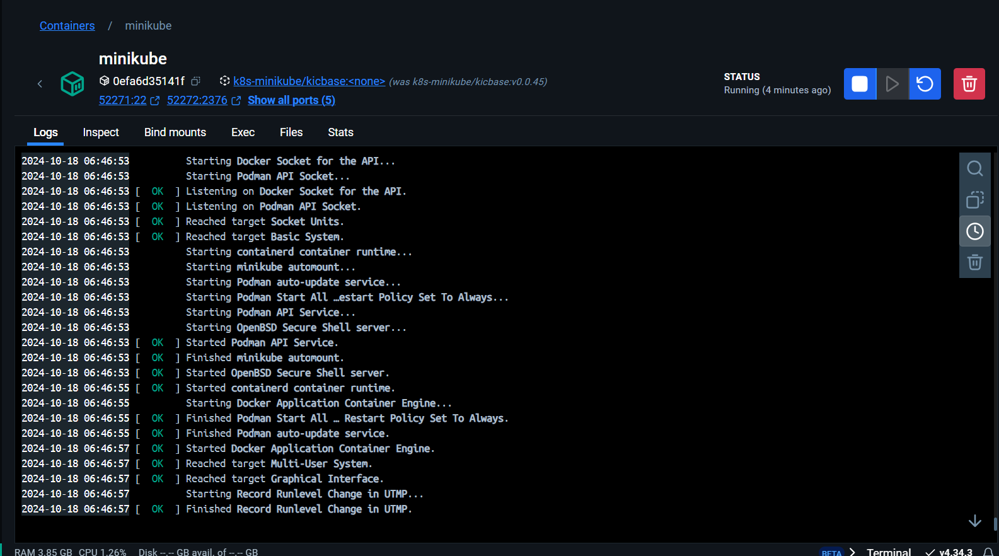 Containers / minikube
minikube
0efa6d35141f k8s-minikube/kicbase:<none> (was k8s-minikube/kicbase:v0.0.45)
52271:22 52272:2376 Show all ports (5)
STATUS
Running (4 minutes ago)
Logs Inspect Bind mounts Exec Files Stats
2024-10-18 06:46:53 Starting Docker Socket for the API...
2024-10-18 06:46:53 Starting Podman API Socket...
2024-10-18 06:46:53 [ OK ] Listening on Docker Socket for the API.
2024-10-18 06:46:53 [ OK ] Listening on Podman API Socket.
2024-10-18 06:46:53 [ OK ] Reached target Socket Units.
2024-10-18 06:46:53 [ OK ] Reached target Basic System.
2024-10-18 06:46:53 Starting containerd container runtime...
2024-10-18 06:46:53 Starting minikube automount...
2024-10-18 06:46:53 Starting Podman auto-update service...
2024-10-18 06:46:53 Starting Podman Start All …estart Policy Set To Always...
2024-10-18 06:46:53 Starting Podman API Service...
2024-10-18 06:46:53 Starting OpenBSD Secure Shell server...
2024-10-18 06:46:53 [ OK ] Started Podman API Service.
2024-10-18 06:46:53 [ OK ] Finished minikube automount.
2024-10-18 06:46:53 [ OK ] Started OpenBSD Secure Shell server.
2024-10-18 06:46:55 [ OK ] Started containerd container runtime.
2024-10-18 06:46:55 Starting Docker Application Container Engine...
2024-10-18 06:46:55 [ OK ] Finished Podman Start All … Restart Policy Set To Always.
2024-10-18 06:46:55 [ OK ] Finished Podman auto-update service.
2024-10-18 06:46:57 [ OK ] Started Docker Application Container Engine.
2024-10-18 06:46:57 [ OK ] Reached target Multi-User System.
2024-10-18 06:46:57 [ OK ] Reached target Graphical Interface.
2024-10-18 06:46:57 Starting Record Runlevel Change in UTMP...
2024-10-18 06:46:57 [ OK ] Finished Record Runlevel Change in UTMP.
RAM 3.85 GB CPU 1.26% Disk --.-- GB avail. of --.-- GB BETA Terminal v4.34.3